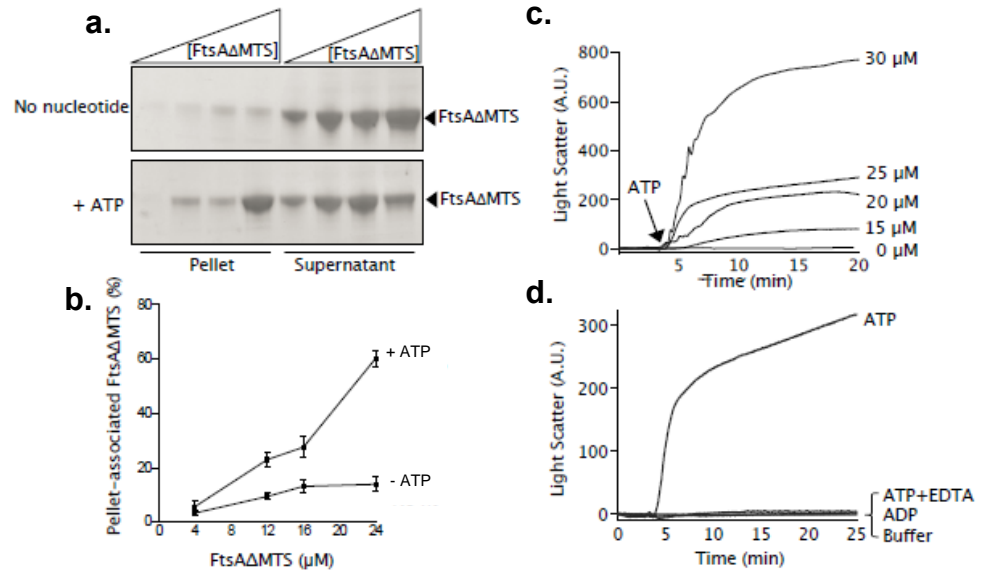 a.
[FtsAΔMTS]
[FtsAΔMTS]
No nucleotide
FtsAΔMTS
+ ATP
FtsAΔMTS
Pellet
Supernatant
b.
Pellet-associated FtsAΔMTS (%)
80
60
40
20
0
0 4 8 12 16 20 24
+ ATP
- ATP
FtsAΔMTS (μM)
c.
Light Scatter (A.U.)
800
600
400
200
0
ATP
30 μM
25 μM
20 μM
15 μM
0 μM
5 10 15 20
Time (min)
d.
Light Scatter (A.U.)
300
200
100
0
ATP
ATP+EDTA
ADP
Buffer
0 5 10 15 20 25
Time (min)